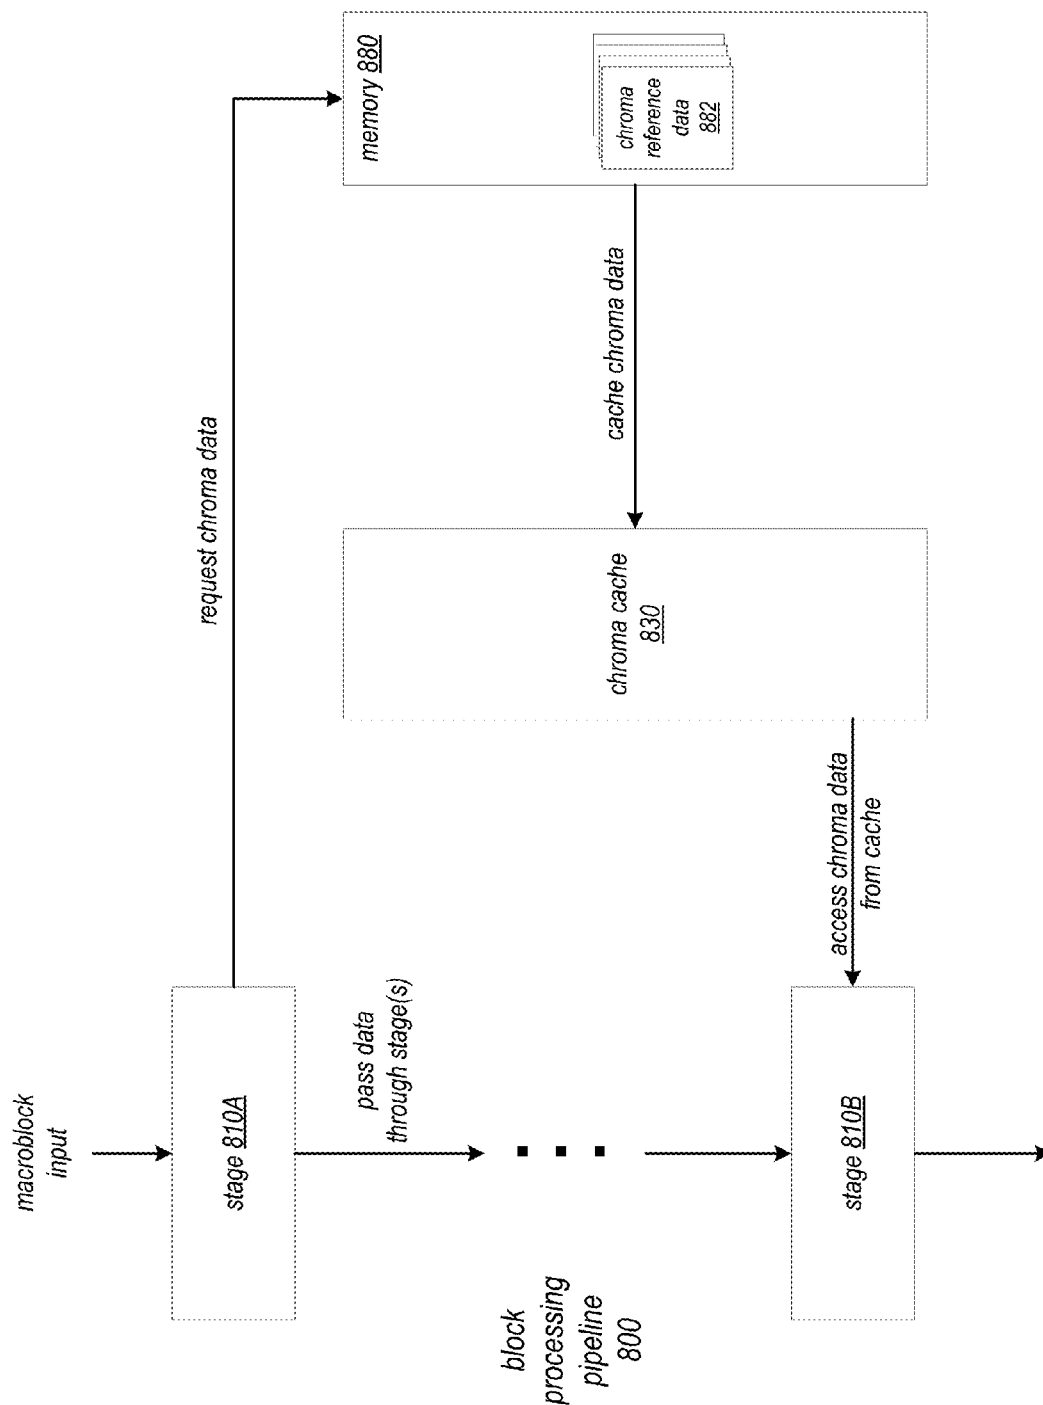 macroblock
input
stage 810A
pass data
through stage(s)
block
processing
pipeline
800
stage 810B
request chroma data
access chroma data
from cache
chroma cache
830
cache chroma data
memory 880
chroma
reference
data
882